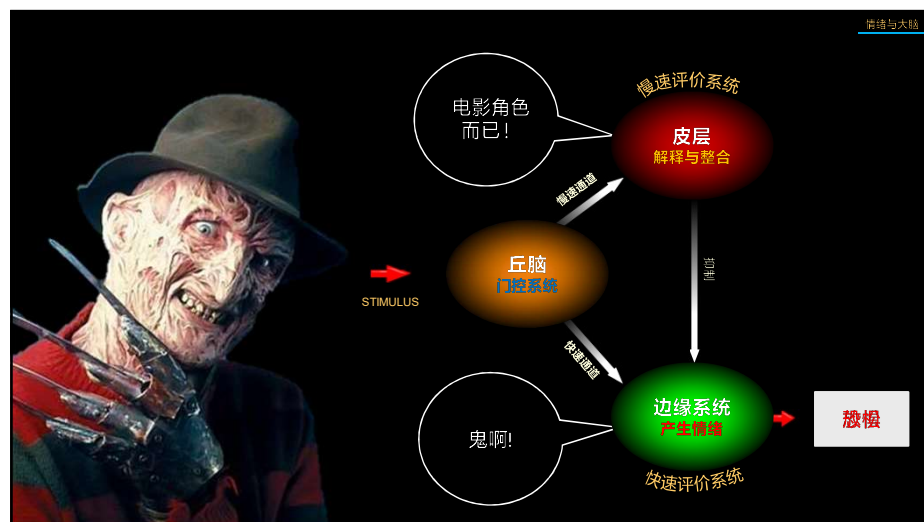 情绪与大脑
慢速评价系统
电影角色
而已！
皮层
解释与整合
慢速通道
丘脑
门控系统
抑制
STIMULUS
快速通道
边缘系统
产生情绪
鬼啊!
快速评价系统